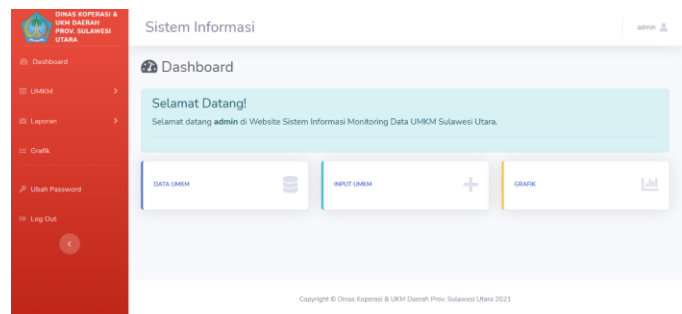 DINAS KOPERASI &
UKM DAERAH
PROV. SULAWESI
UTARA
Sistem Informasi
admin
Dashboard
UMKM
Laporan
Grafik
Ubah Password
Log Out
Dashboard
Selamat Datang!
Selamat datang admin di Website Sistem Informasi Monitoring Data UMKM Sulawesi Utara.
DATA UMKM
INPUT UMKM
GRAFIK
Copyright © Dinas Koperasi & UKM Daerah Prov. Sulawesi Utara 2021